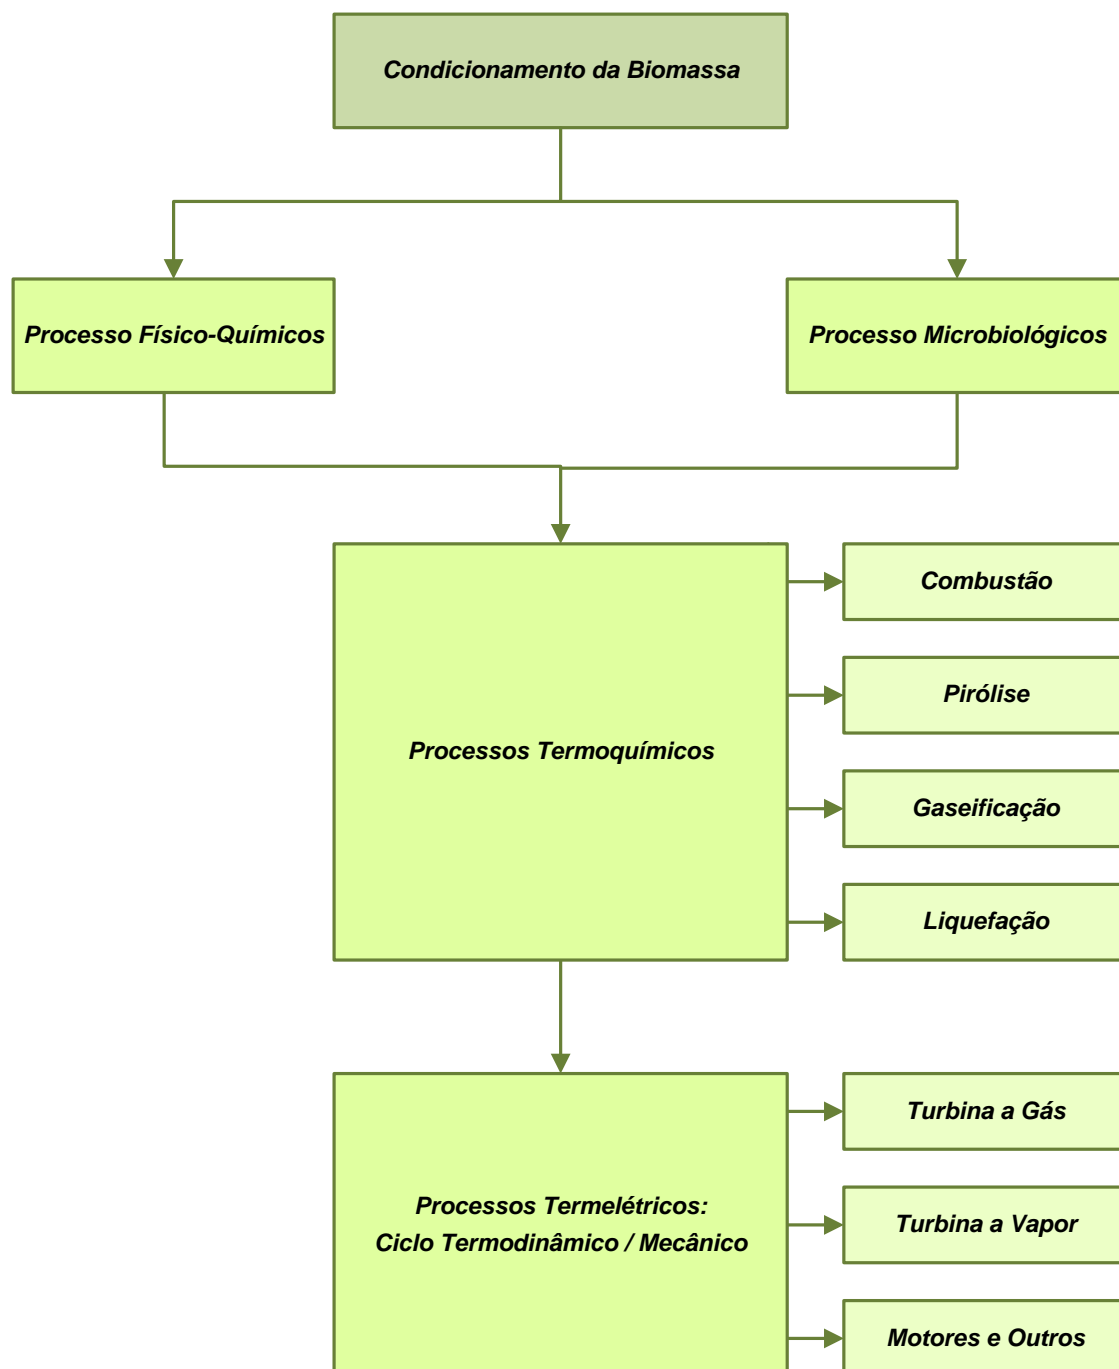 Condicionamento da Biomassa
Processo Físico-Químicos
Processo Microbiológicos
Processos Termoquímicos
Combustão
Pirólise
Gaseificação
Liquefação
Processos Termelétricos:
Ciclo Termodinâmico / Mecânico
Turbina a Gás
Turbina a Vapor
Motores e Outros